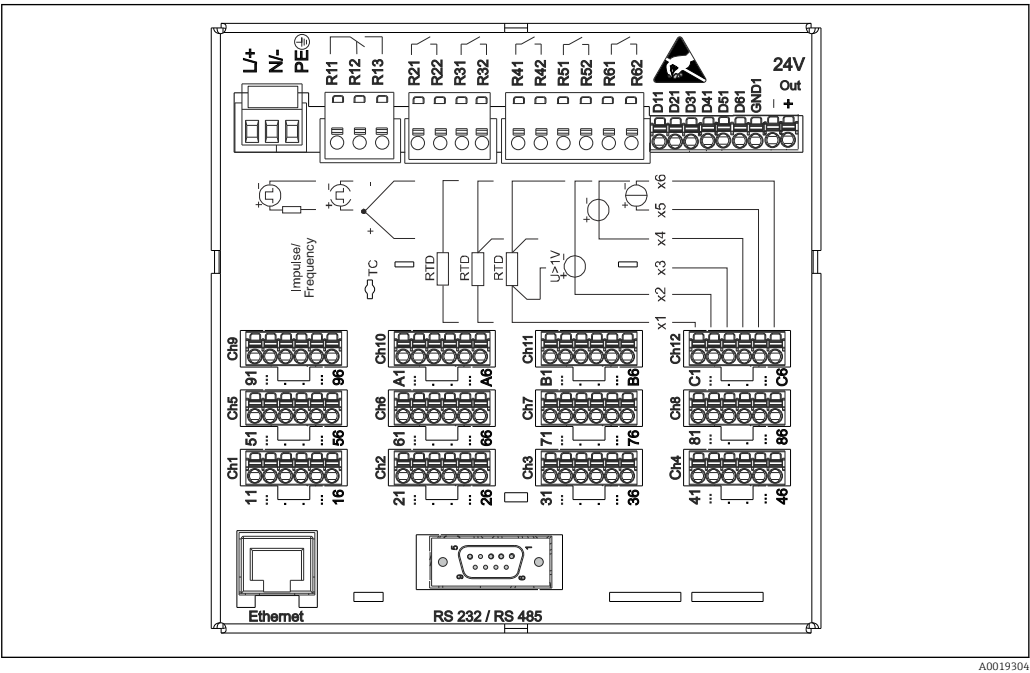 L/+
N/-
PE
R11
R12
R13
R21
R22
R31
R32
R41
R42
R51
R52
R61
R62
24V
Out
D11
D21
D31
D41
D51
D61
GND1
-
+
+ -
+ -
-
+
Impulse/
Frequency
TC
RTD
RTD
RTD
U>1V
+ -
+ -
+ -
x6
x5
x4
x3
x2
x1
Ch9
91 ... . . ... 96
Ch10
A1 ... . . ... A6
Ch11
B1 ... . . ... B6
Ch12
C1 ... . . ... C6
Ch5
51 ... . . ... 56
Ch6
61 ... . . ... 66
Ch7
71 ... . . ... 76
Ch8
81 ... . . ... 86
Ch1
11 ... . . ... 16
Ch2
21 ... . . ... 26
Ch3
31 ... . . ... 36
Ch4
41 ... . . ... 46
5
1
9
6
Ethernet
RS 232 / RS 485
A0019304